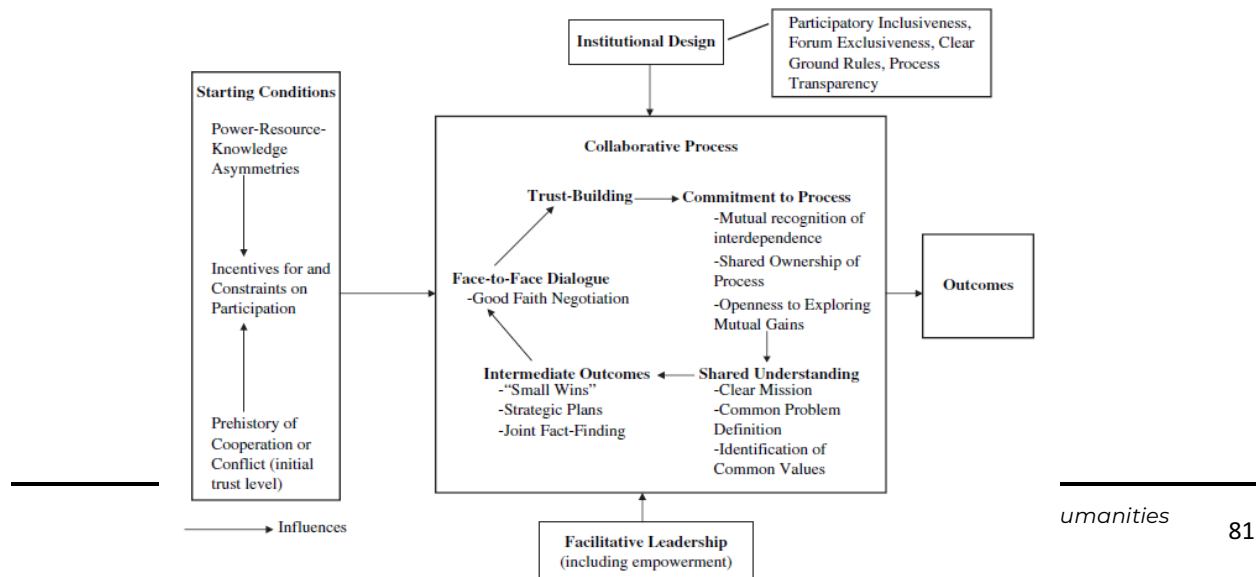 Institutional Design
Participatory Inclusiveness,
Forum Exclusiveness, Clear
Ground Rules, Process
Transparency
Starting Conditions
Power-Resource-
Knowledge
Asymmetries
Incentives for and
Constraints on
Participation
Prehistory of
Cooperation or
Conflict (initial
trust level)
Influences
Collaborative Process
Trust-Building
Commitment to Process
-Mutual recognition of
interdependence
-Shared Ownership of
Process
-Openness to Exploring
Mutual Gains
Face-to-Face Dialogue
-Good Faith Negotiation
Intermediate Outcomes
-“Small Wins”
-Strategic Plans
-Joint Fact-Finding
Shared Understanding
-Clear Mission
-Common Problem
Definition
-Identification of
Common Values
Outcomes
Facilitative Leadership
(including empowerment)
umanities
81